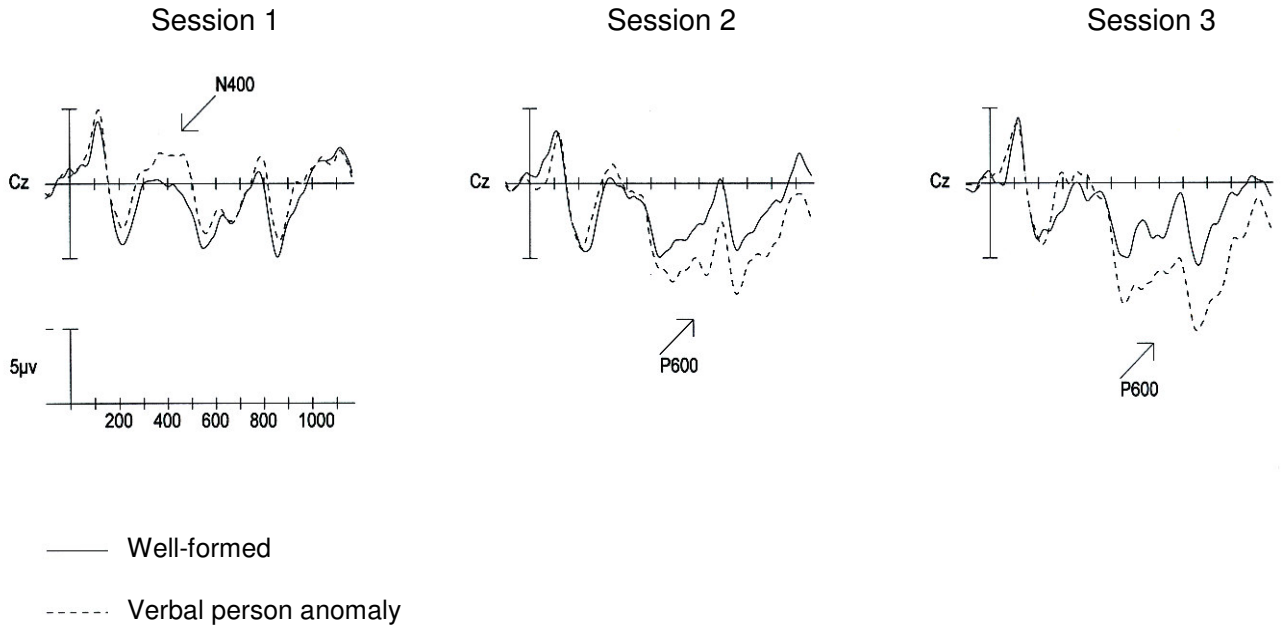 Session 1
Session 2
Session 3
N400
Cz
Cz
Cz
P600
P600
5µv
200 400 600 800 1000
Well-formed
Verbal person anomaly